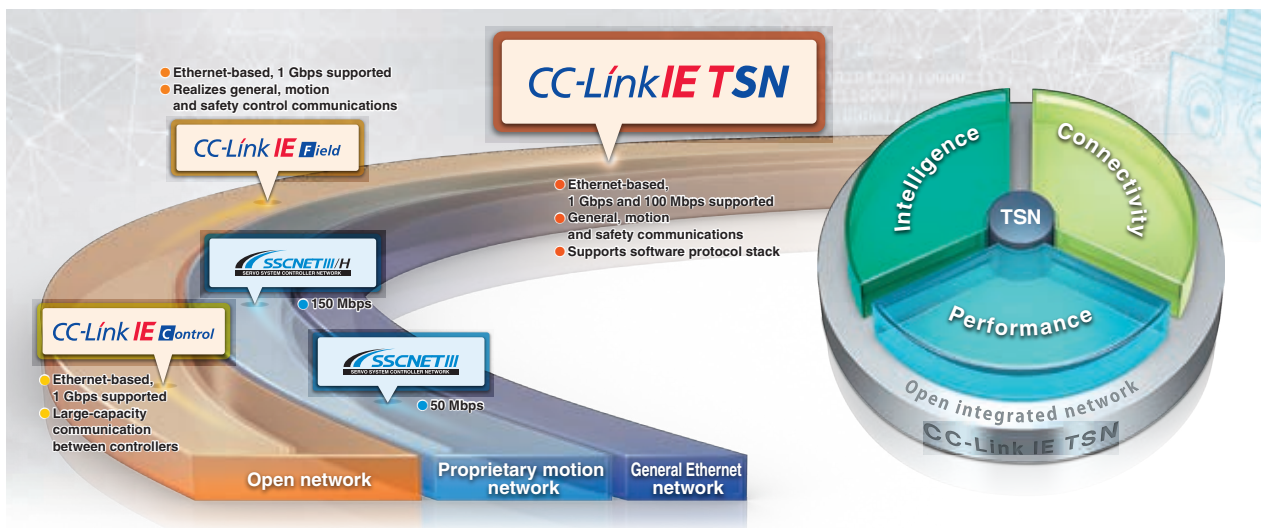 Ethernet-based, 1 Gbps supported
Realizes general, motion
and safety control communications
CC-Link IE Field
CC-Link IE TSN
Ethernet-based,
1 Gbps and 100 Mbps supported
General, motion
and safety communications
Supports software protocol stack
SSCNETIII/H
SERVO SYSTEM CONTROLLER NETWORK
150 Mbps
CC-Link IE Control
Ethernet-based,
1 Gbps supported
Large-capacity
communication
between controllers
SSCNETIII
SERVO SYSTEM CONTROLLER NETWORK
50 Mbps
Open network
Proprietary motion
network
General Ethernet
network
Intelligence
Connectivity
TSN
Performance
Open integrated network
CC-Link IE TSN